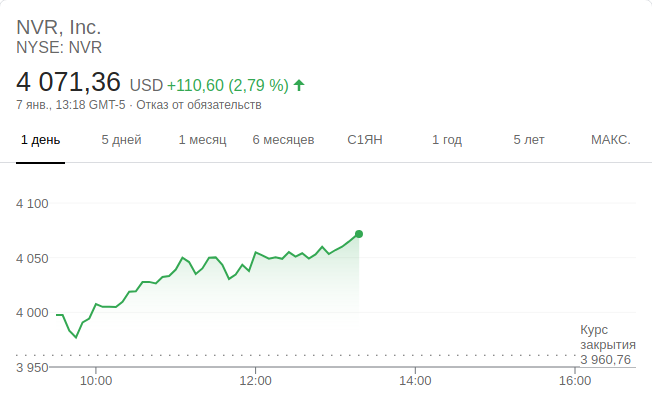 NVR, Inc.
NYSE: NVR
4 071,36 USD +110,60 (2,79 %)
7 янв., 13:18 GMT-5 · Отказ от обязательств
1 день 5 дней 1 месяц 6 месяцев С1ЯН 1 год 5 лет МАКС.
4 100
4 050
4 000
3 950
Курс
закрытия
3 960,76
10:00 12:00 14:00 16:00